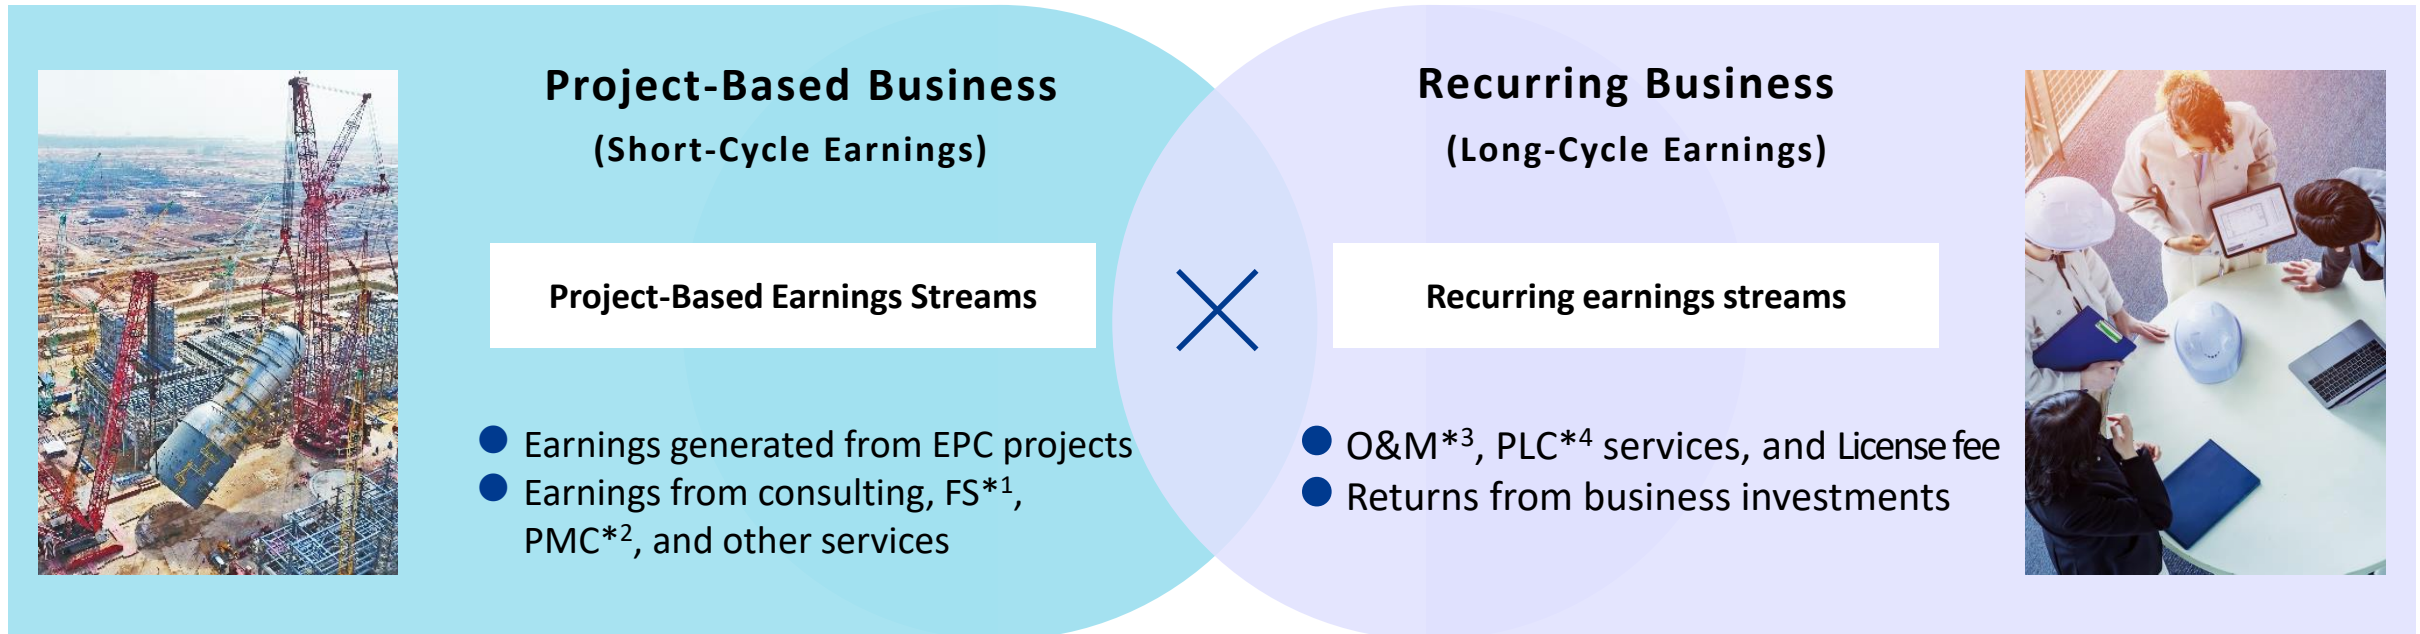 Project-Based Business
(Short-Cycle Earnings)
Project-Based Earnings Streams
● Earnings generated from EPC projects
● Earnings from consulting, FS*1,
PMC*2, and other services
Recurring Business
(Long-Cycle Earnings)
Recurring earnings streams
● O&M*3, PLC*4 services, and License fee
● Returns from business investments